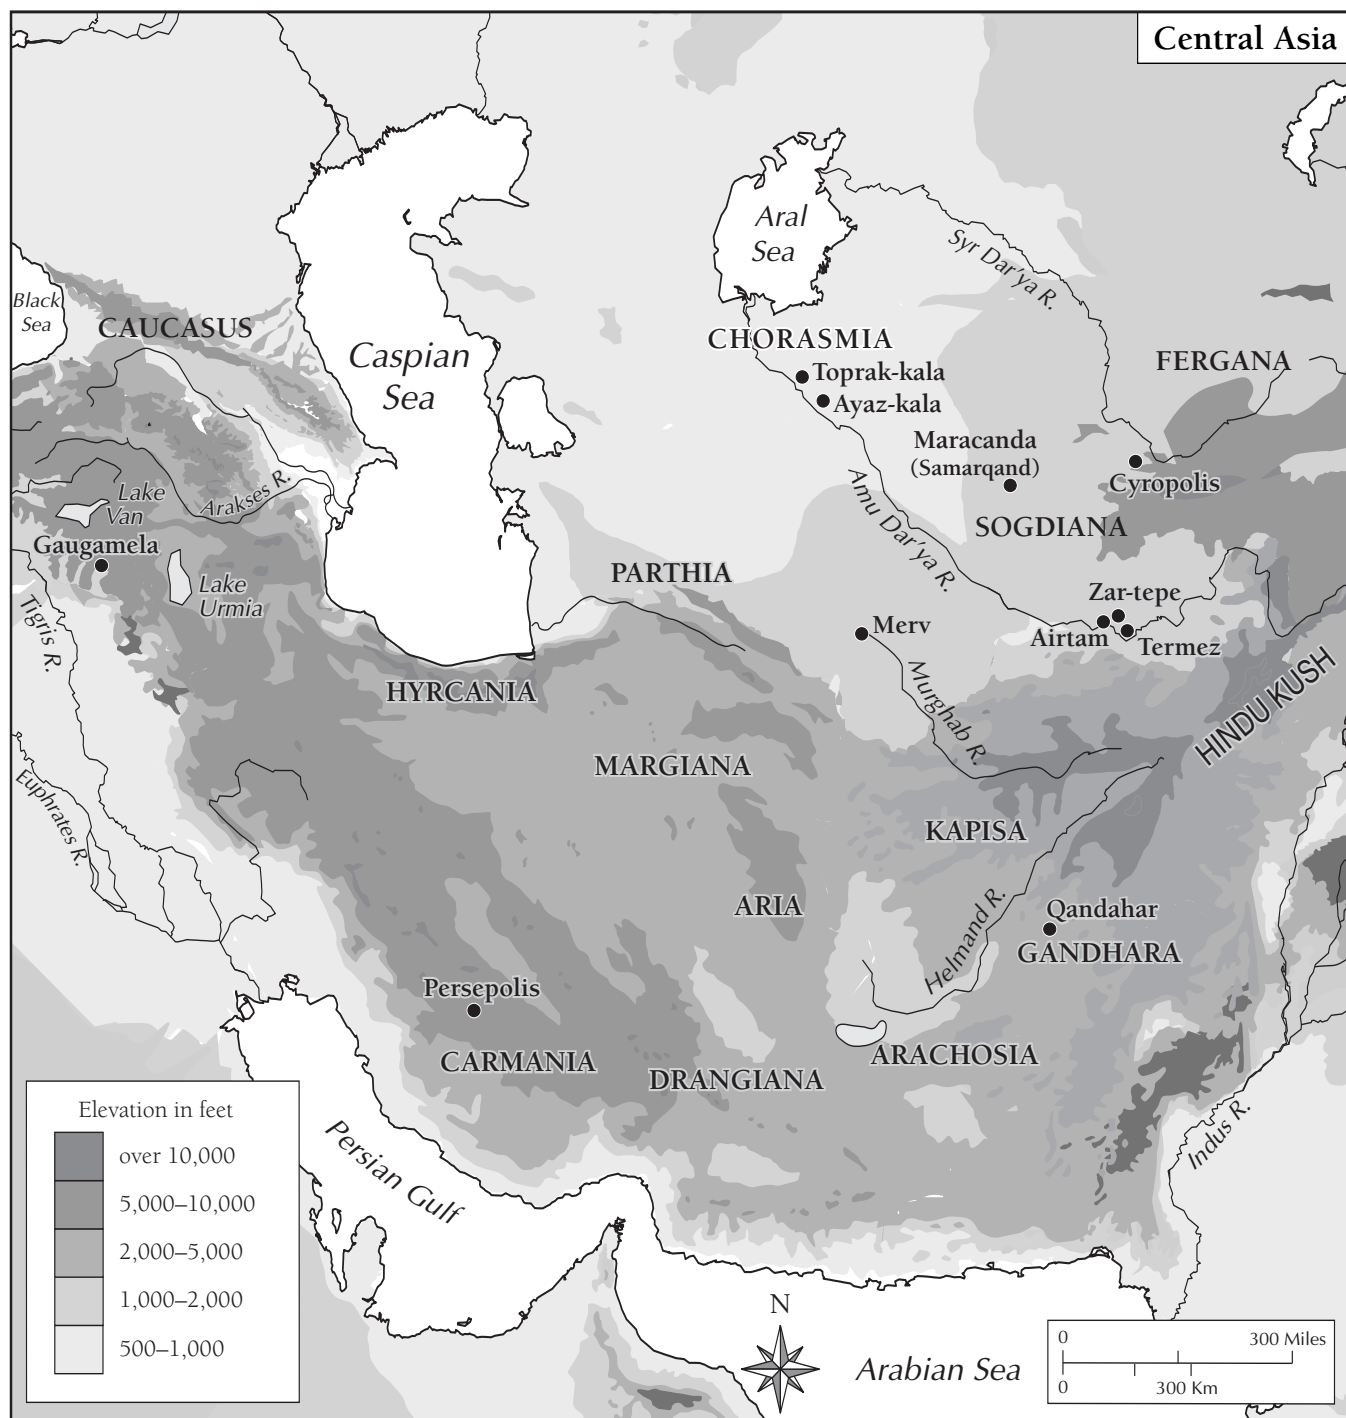 Central Asia
Aral
Sea
Syr Dar'ya R.
Black
Sea
CAUCASUS
Caspian
Sea
CHORASMIA
FERGANA
Toprak-kala
Ayaz-kala
Maracanda
(Samarqand)
Cyropolis
Lake
Van
Arakses R.
Amu Dar'ya R.
SOGDIANA
Gaugamela
Lake
Urmia
PARTHIA
Zar-tepe
Tigris R.
Merv
Airtam
Termez
HYRCANIA
Murghab R.
HINDU KUSH
MARGIANA
Euphrates R.
KAPISA
ARIA
Helmand R.
Qandahar
GANDHARA
Persepolis
CARMANIA
DRANGIANA
ARACHOSIA
Persian Gulf
Indus R.
Elevation in feet
over 10,000
5,000–10,000
2,000–5,000
1,000–2,000
500–1,000
N
Arabian Sea
0 300 Miles
0 300 Km